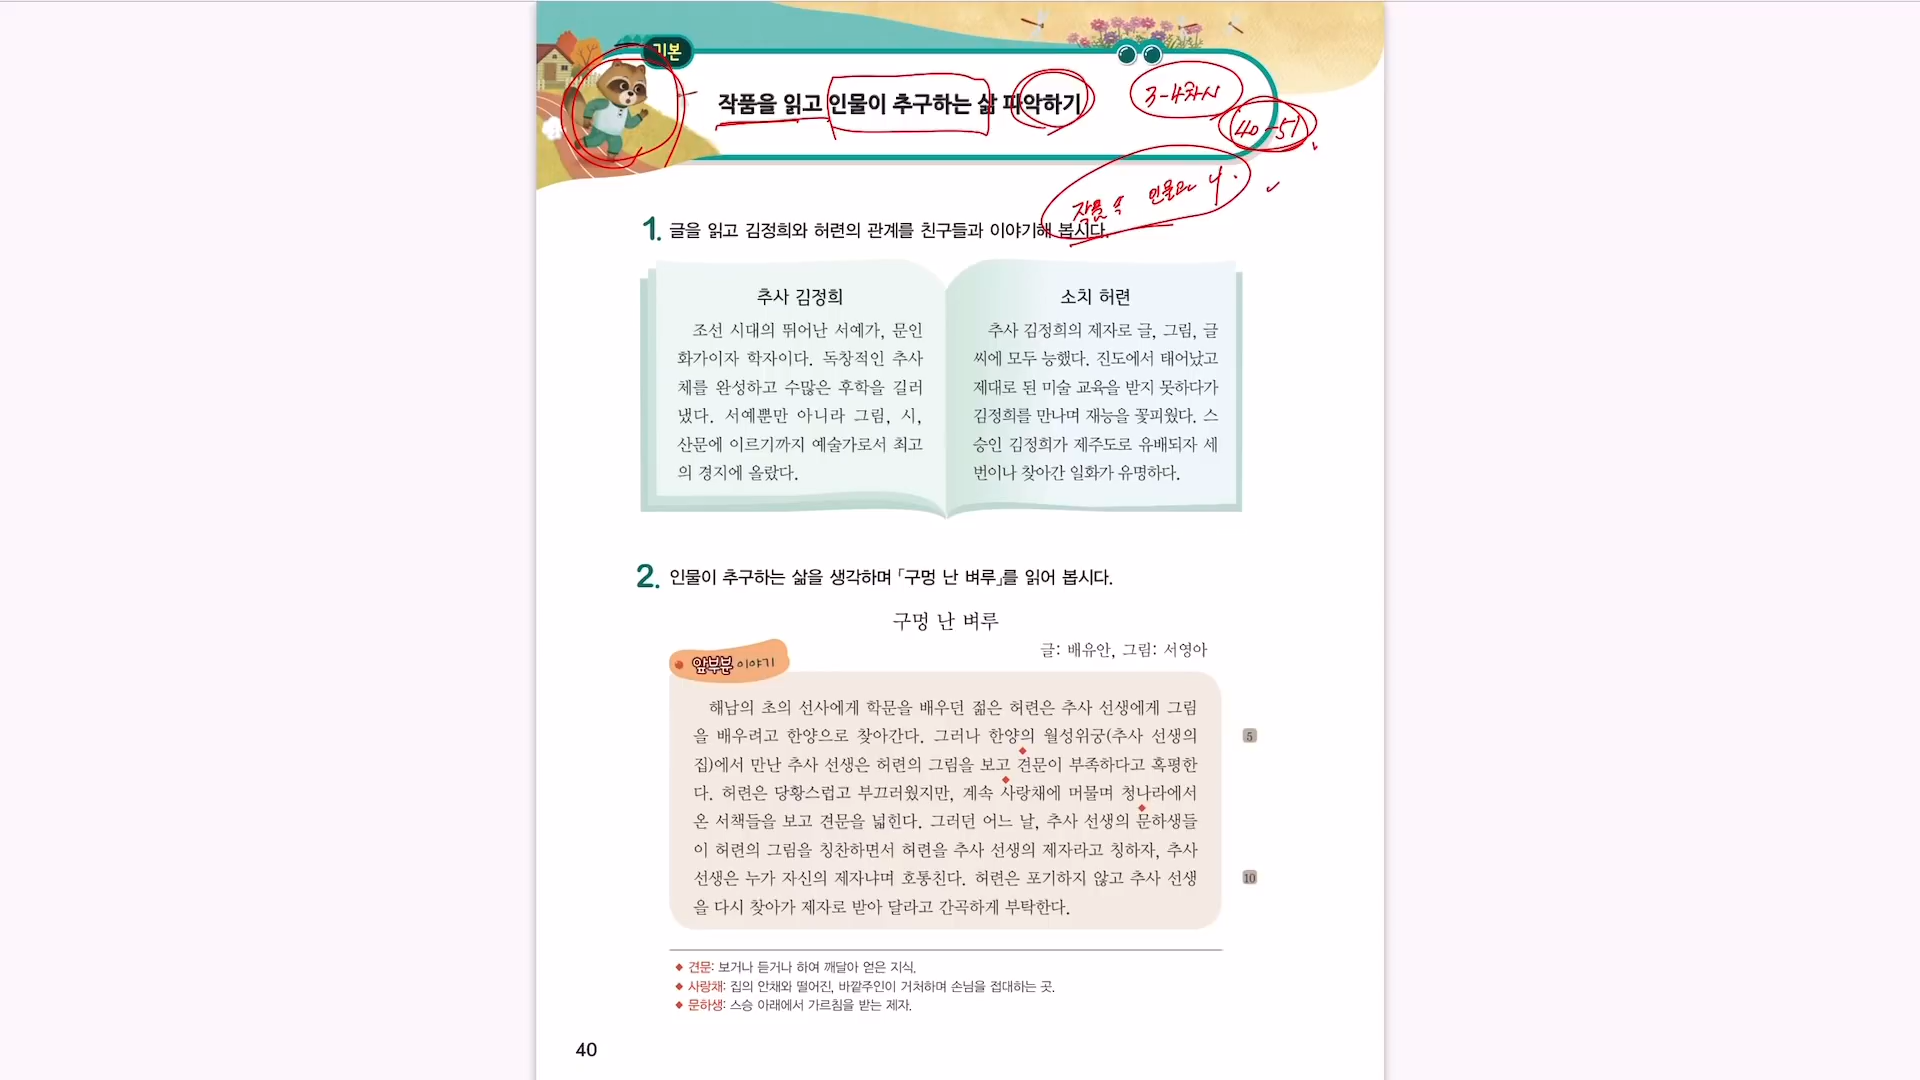 기본
작품을 읽고 인물이 추구하는 삶 파악하기
3-4차시
40-51
작품 속 인물과 나
1. 글을 읽고 김정희와 허련의 관계를 친구들과 이야기해 봅시다.
추사 김정희
조선 시대의 뛰어난 서예가, 문인
화가이자 학자이다. 독창적인 추사
체를 완성하고 수많은 후학을 길러
냈다. 서예뿐만 아니라 그림, 시,
산문에 이르기까지 예술가로서 최고
의 경지에 올랐다.
소치 허련
추사 김정희의 제자로 글, 그림, 글
씨에 모두 능했다. 진도에서 태어났고
제대로 된 미술 교육을 받지 못하다가
김정희를 만나며 재능을 꽃피웠다. 스
승인 김정희가 제주도로 유배되자 세
번이나 찾아간 일화가 유명하다.
2. 인물이 추구하는 삶을 생각하며 「구멍 난 벼루」를 읽어 봅시다.
구멍 난 벼루
글: 배유안, 그림: 서영아
앞부분 이야기
해남의 초의 선사에게 학문을 배우던 젊은 허련은 추사 선생에게 그림
을 배우려고 한양으로 찾아간다. 그러나 한양의 월성위궁(추사 선생의
5
집)에서 만난 추사 선생은 허련의 그림을 보고 견문이 부족하다고 혹평한
다. 허련은 당황스럽고 부끄러웠지만, 계속 사랑채에 머물며 청나라에서
온 서책들을 보고 견문을 넓힌다. 그러던 어느 날, 추사 선생의 문하생들
이 허련의 그림을 칭찬하면서 허련을 추사 선생의 제자라고 칭하자, 추사
선생은 누가 자신의 제자냐며 호통친다. 허련은 포기하지 않고 추사 선생
10
을 다시 찾아가 제자로 받아 달라고 간곡하게 부탁한다.
◆ 견문: 보거나 듣거나 하여 깨달아 얻은 지식.
◆ 사랑채: 집의 안채와 떨어진, 바깥주인이 거처하며 손님을 접대하는 곳.
◆ 문하생: 스승 아래에서 가르침을 받는 제자.
40